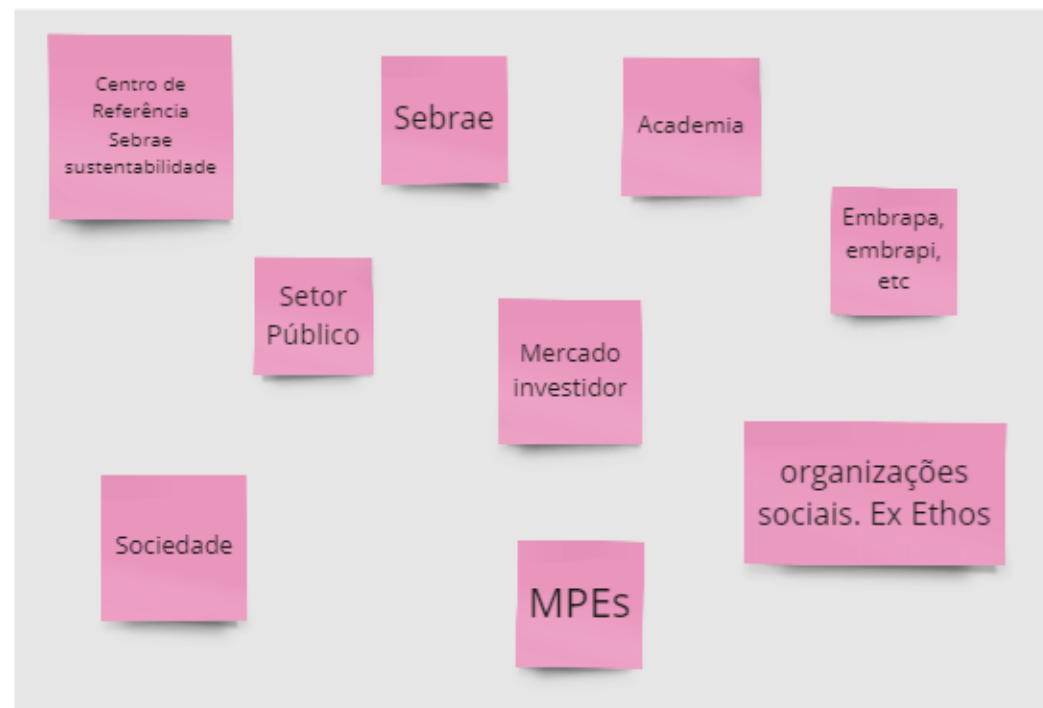 Centro de
Referência
Sebrae
sustentabilidade
Sebrae
Academia
Embrapa,
embrapi,
etc
Setor
Público
Mercado
investidor
organizações
sociais. Ex Ethos
Sociedade
MPEs